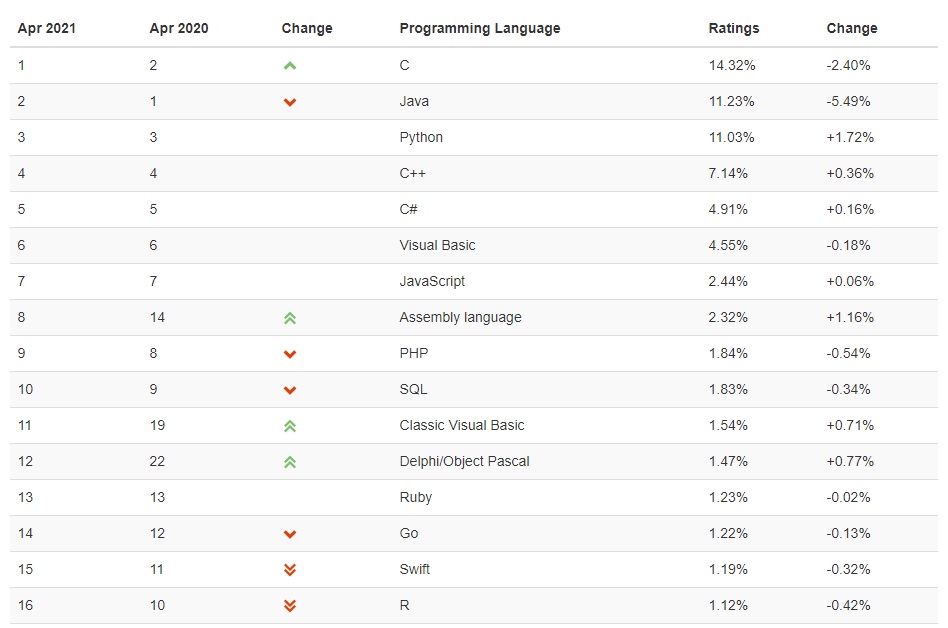 Apr 2021 Apr 2020 Change Programming Language Ratings Change
1 2 C 14.32% -2.40%
2 1 Java 11.23% -5.49%
3 3 Python 11.03% +1.72%
4 4 C++ 7.14% +0.36%
5 5 C# 4.91% +0.16%
6 6 Visual Basic 4.55% -0.18%
7 7 JavaScript 2.44% +0.06%
8 14 Assembly language 2.32% +1.16%
9 8 PHP 1.84% -0.54%
10 9 SQL 1.83% -0.34%
11 19 Classic Visual Basic 1.54% +0.71%
12 22 Delphi/Object Pascal 1.47% +0.77%
13 13 Ruby 1.23% -0.02%
14 12 Go 1.22% -0.13%
15 11 Swift 1.19% -0.32%
16 10 R 1.12% -0.42%